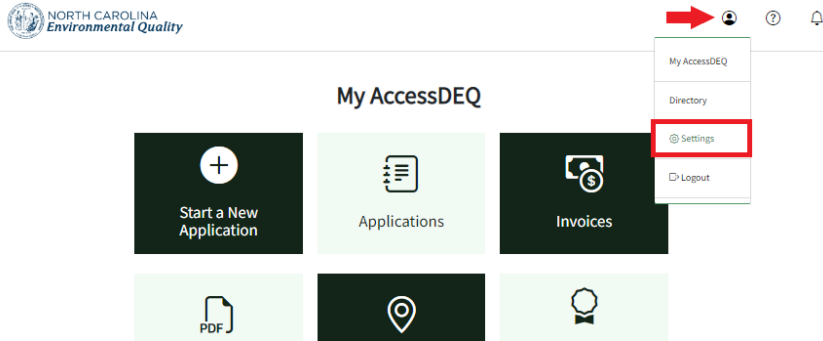 NORTH CAROLINA
Environmental Quality
My AccessDEQ
Directory
Settings
Logout
My AccessDEQ
Start a New
Application
Applications
Invoices
PDF